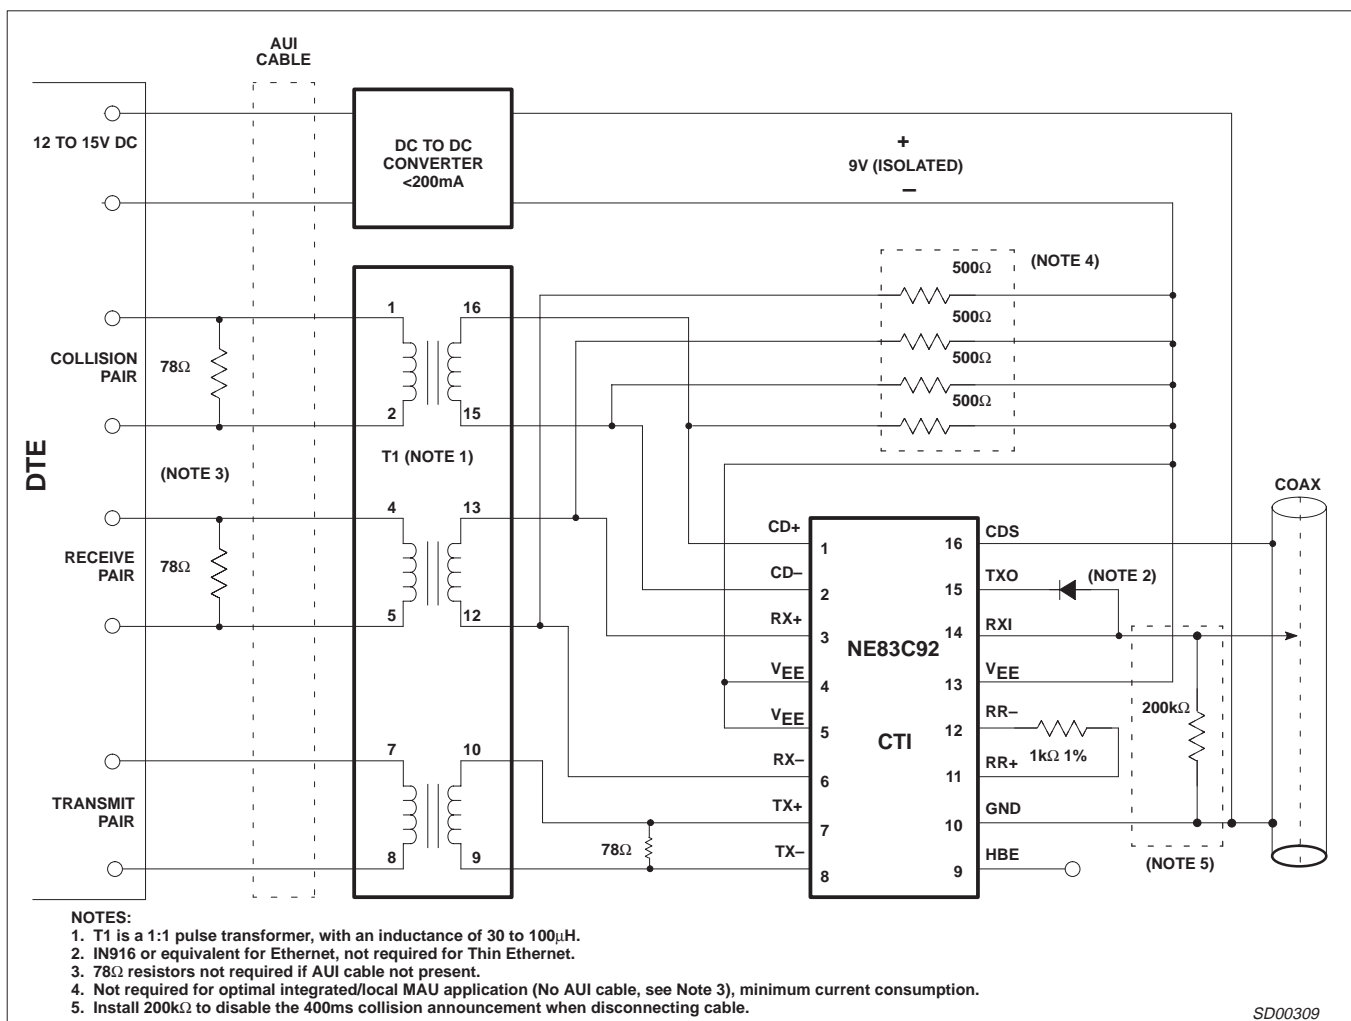 AUI
CABLE
12 TO 15V DC
DC TO DC
CONVERTER
<200mA
+
9V (ISOLATED)
–
500Ω
(NOTE 4)
500Ω
500Ω
500Ω
1
16
COLLISION
PAIR
78Ω
2
15
DTE
(NOTE 3)
T1 (NOTE 1)
4
13
RECEIVE
PAIR
78Ω
5
12
7
10
TRANSMIT
PAIR
8
9
78Ω
CD+
1
CD–
2
RX+
3
VEE
4
VEE
5
RX–
6
TX+
7
TX–
8
NE83C92
CTI
16
CDS
15
TXO
(NOTE 2)
14
RXI
13
VEE
12
RR–
1kΩ 1%
11
RR+
10
GND
9
HBE
200kΩ
(NOTE 5)
COAX
NOTES:
1. T1 is a 1:1 pulse transformer, with an inductance of 30 to 100µH.
2. IN916 or equivalent for Ethernet, not required for Thin Ethernet.
3. 78Ω resistors not required if AUI cable not present.
4. Not required for optimal integrated/local MAU application (No AUI cable, see Note 3), minimum current consumption.
5. Install 200kΩ to disable the 400ms collision announcement when disconnecting cable.
SD00309